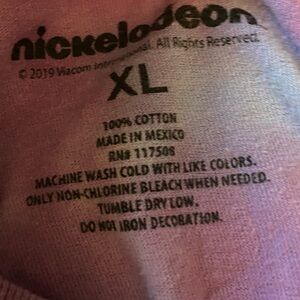 nickelodeon
© 2019 Viacom International. All Rights Reserved.
XL
100% COTTON
MADE IN MEXICO
RN# 117508
MACHINE WASH COLD WITH LIKE COLORS.
ONLY NON-CHLORINE BLEACH WHEN NEEDED.
TUMBLE DRY LOW.
DO NOT IRON DECORATION.